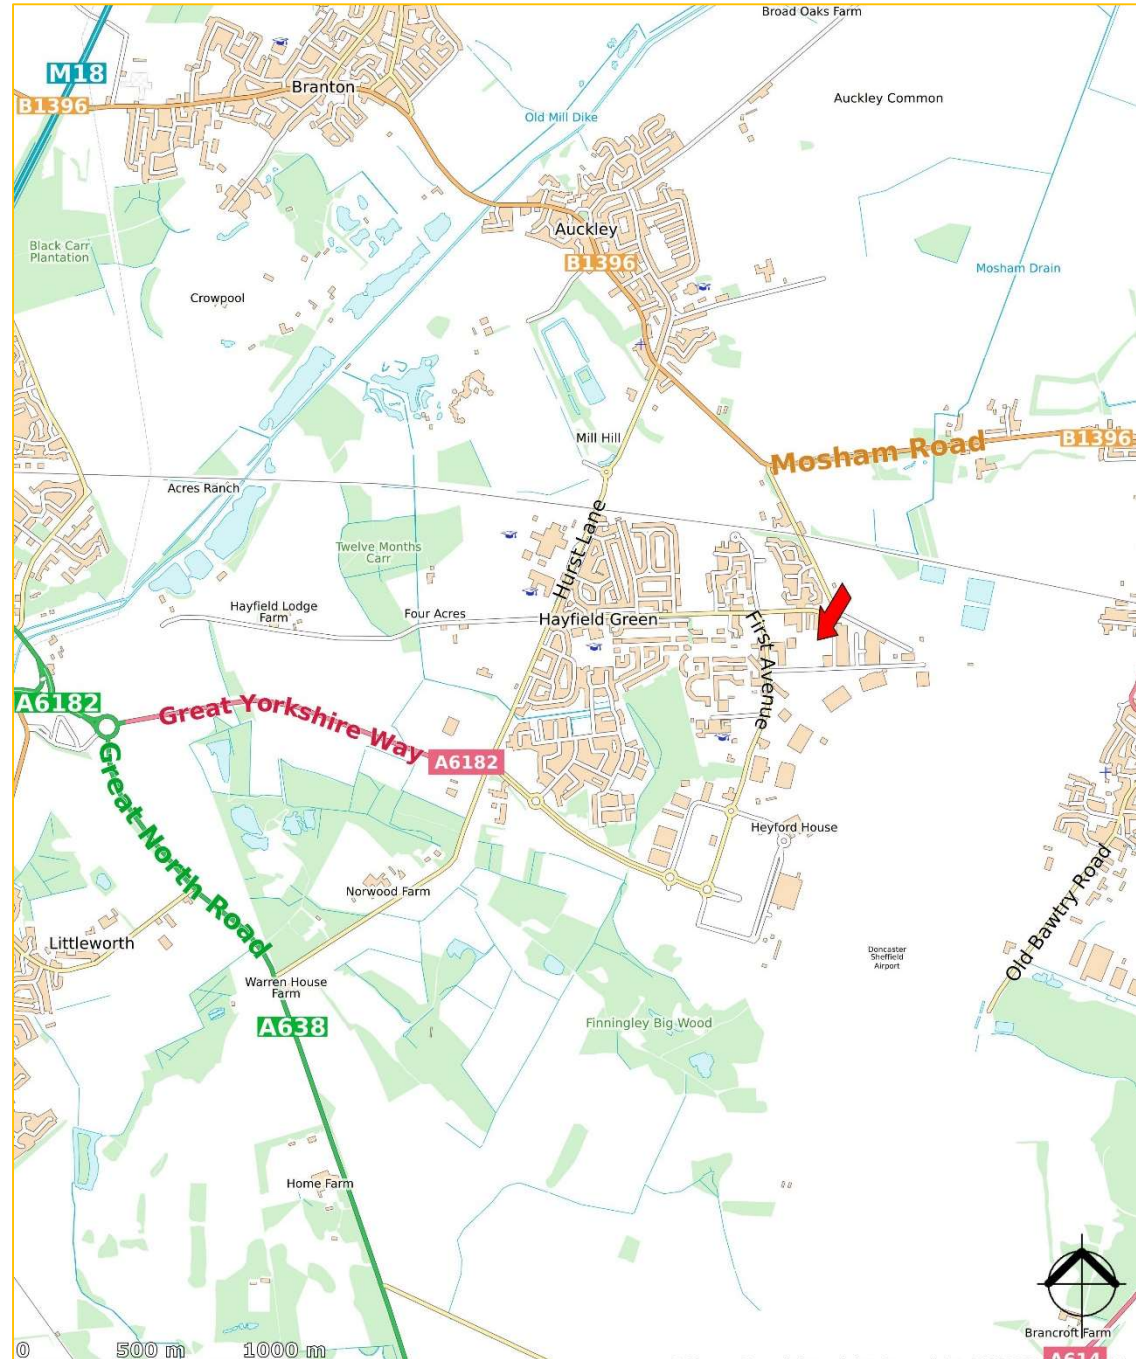 Broad Oaks Farm
M18
Branton
B1396
Auckley Common
Old Mill Dike
Auckley
Black Carr
Plantation
B1396
Mosham Drain
Crowpool
Mill Hill
Mosham Road
B1396
Acres Ranch
Hurst Lane
Twelve Months
Carr
Hayfield Lodge
Farm
Four Acres
Hayfield Green
First Avenue
A6182
Great Yorkshire Way
A6182
Great North Road
Heyford House
Norwood Farm
Old Bawtry Road
Littleworth
Doncaster
Sheffield
Airport
Warren House
Farm
A638
Finningley Big Wood
Home Farm
Brancroft Farm
0 500 m 1000 m
A614